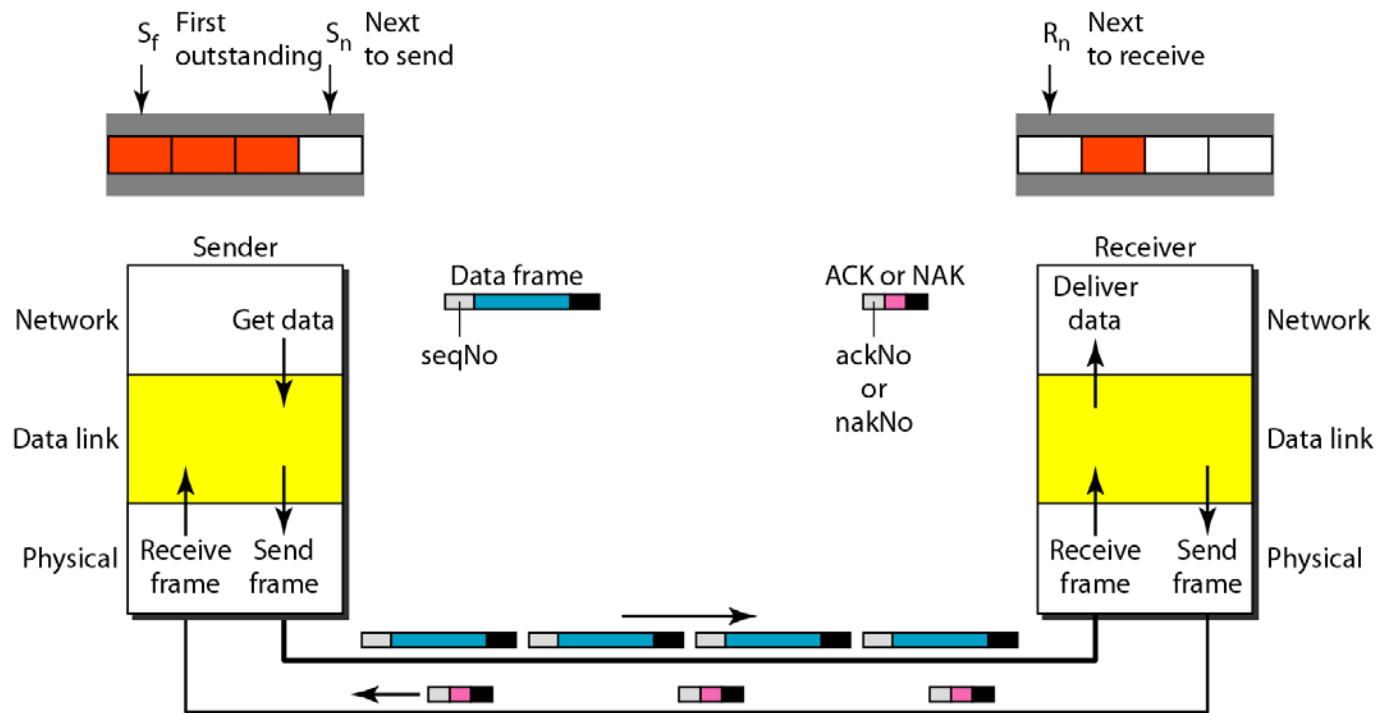 Sf First
outstanding
Sn Next
to send
Rn Next
to receive
Sender
Receiver
Data frame
seqNo
ACK or NAK
ackNo
or
nakNo
Network
Get data
Deliver
data
Network
Data link
Data link
Physical
Receive
frame
Send
frame
Receive
frame
Send
frame
Physical